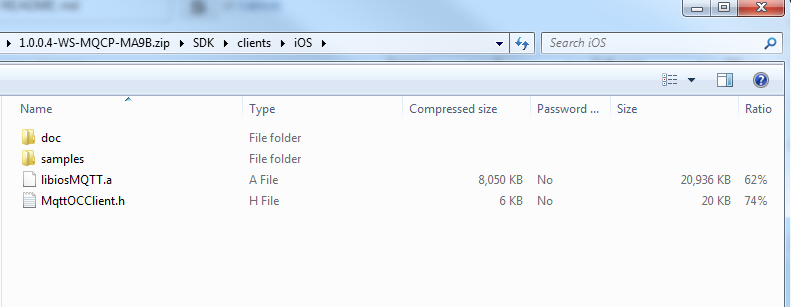 README.md
1.0.0.4-WS-MQCP-MA9B.zip SDK clients iOS Search iOS
Name Type Compressed size Password ... Size Ratio
doc File folder
samples File folder
libiosMQTT.a A File 8,050 KB No 20,936 KB 62%
MqttOCClient.h H File 6 KB No 20 KB 74%